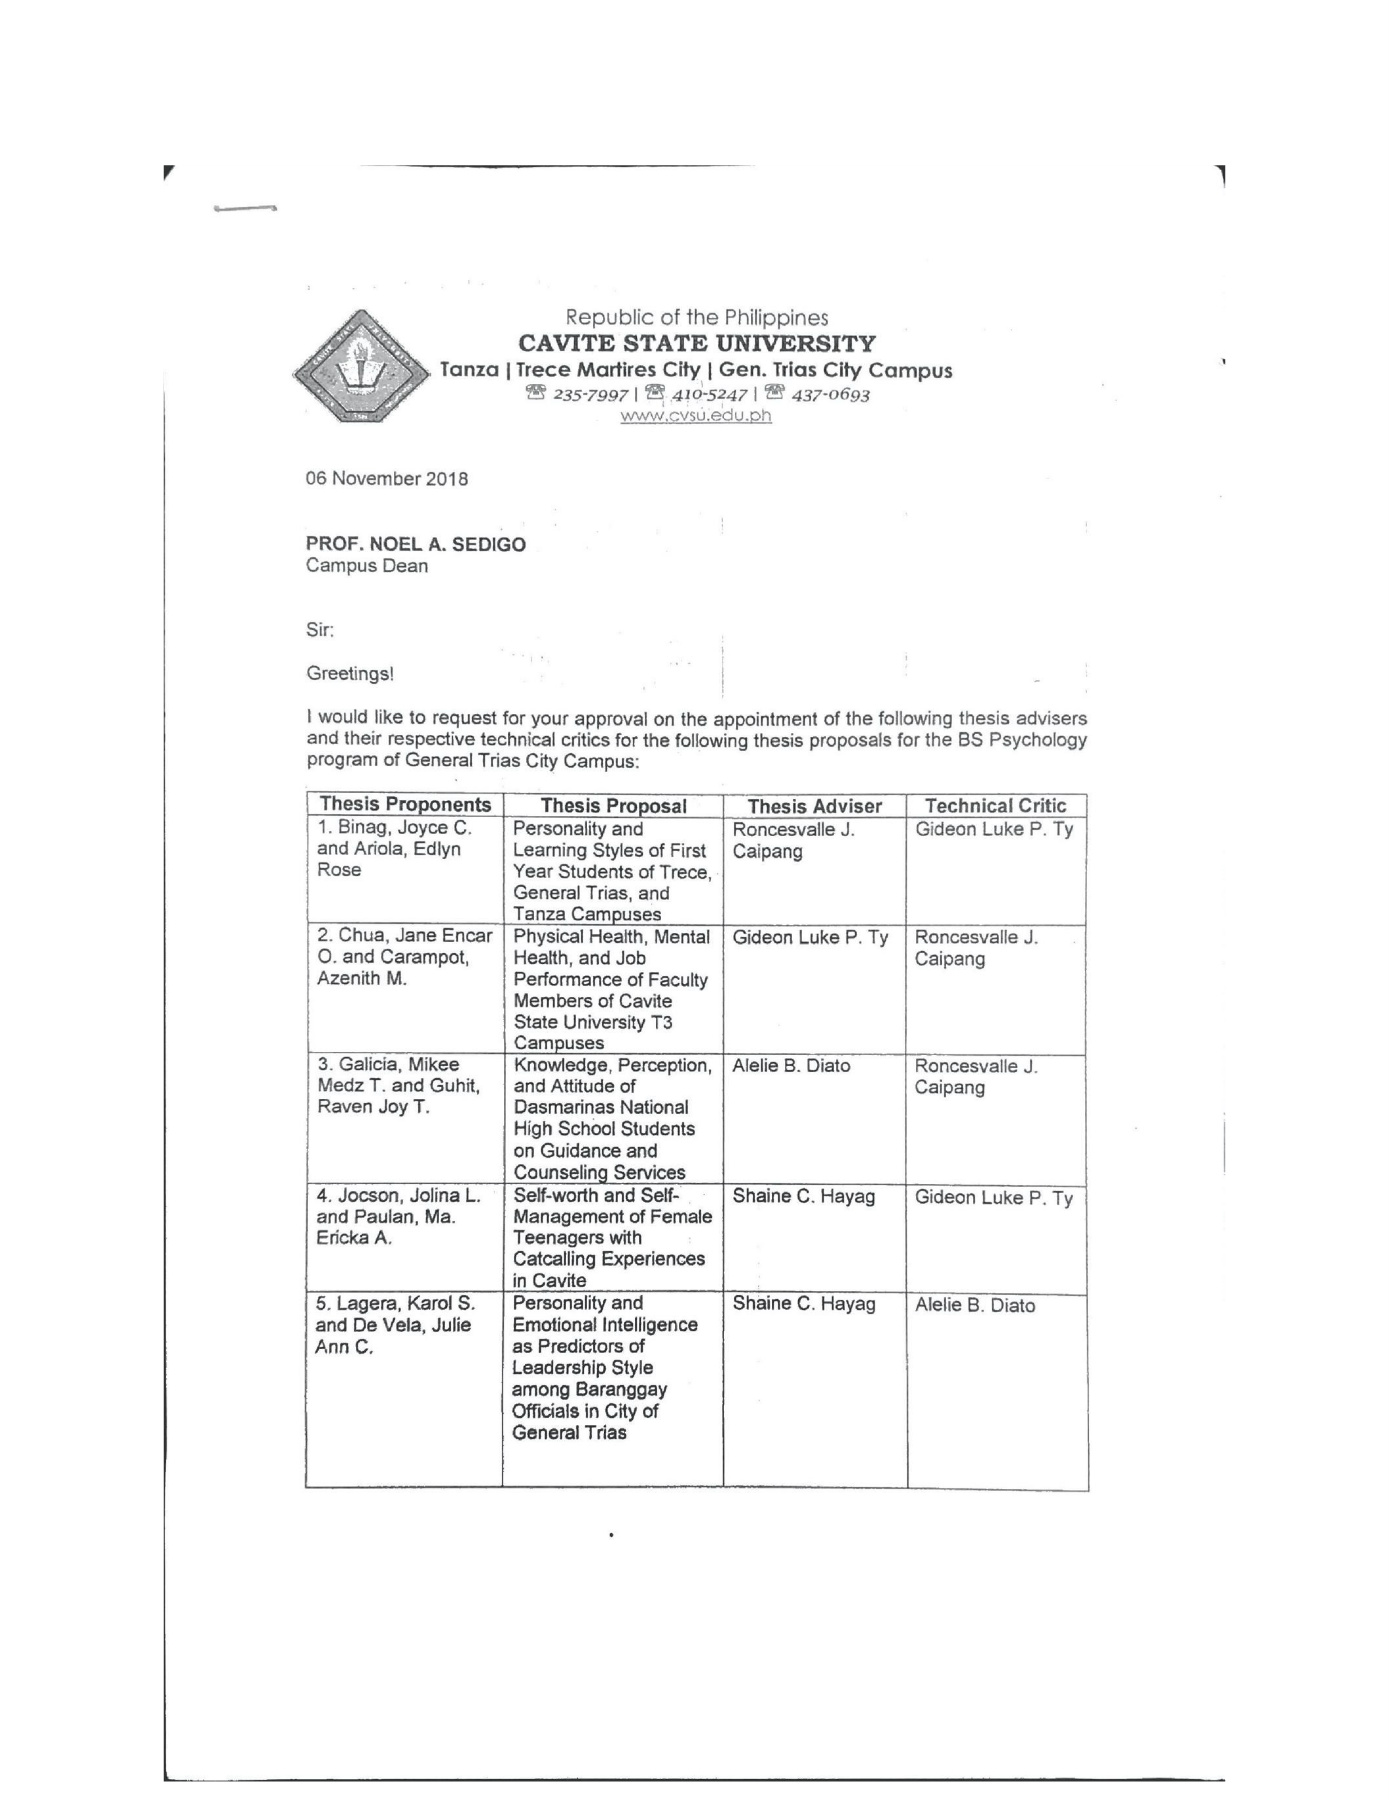 Republic of the Philippines
CAVITE STATE UNIVERSITY
Tanza | Trece Martires City | Gen. Trias City Campus
☎ 235-7997 | ☎ 410-5247 | ☎ 437-0693
www.cvsu.edu.ph
06 November 2018
PROF. NOEL A. SEDIGO
Campus Dean
Sir:
Greetings!
I would like to request for your approval on the appointment of the following thesis advisers
and their respective technical critics for the following thesis proposals for the BS Psychology
program of General Trias City Campus:
Thesis Proponents Thesis Proposal Thesis Adviser Technical Critic
1. Binag, Joyce C.
and Ariola, Edlyn
Rose
Personality and
Learning Styles of First
Year Students of Trece,
General Trias, and
Tanza Campuses
Roncesvalle J.
Caipang
Gideon Luke P. Ty
2. Chua, Jane Encar
O. and Carampot,
Azenith M.
Physical Health, Mental
Health, and Job
Performance of Faculty
Members of Cavite
State University T3
Campuses
Gideon Luke P. Ty
Roncesvalle J.
Caipang
3. Galicia, Mikee
Medz T. and Guhit,
Raven Joy T.
Knowledge, Perception,
and Attitude of
Dasmarinas National
High School Students
on Guidance and
Counseling Services
Alelie B. Diato
Roncesvalle J.
Caipang
4. Jocson, Jolina L.
and Paulan, Ma.
Ericka A.
Self-worth and Self-
Management of Female
Teenagers with
Catcalling Experiences
in Cavite
Shaine C. Hayag
Gideon Luke P. Ty
5. Lagera, Karol S.
and De Vela, Julie
Ann C.
Personality and
Emotional Intelligence
as Predictors of
Leadership Style
among Baranggay
Officials in City of
General Trias
Shaine C. Hayag
Alelie B. Diato